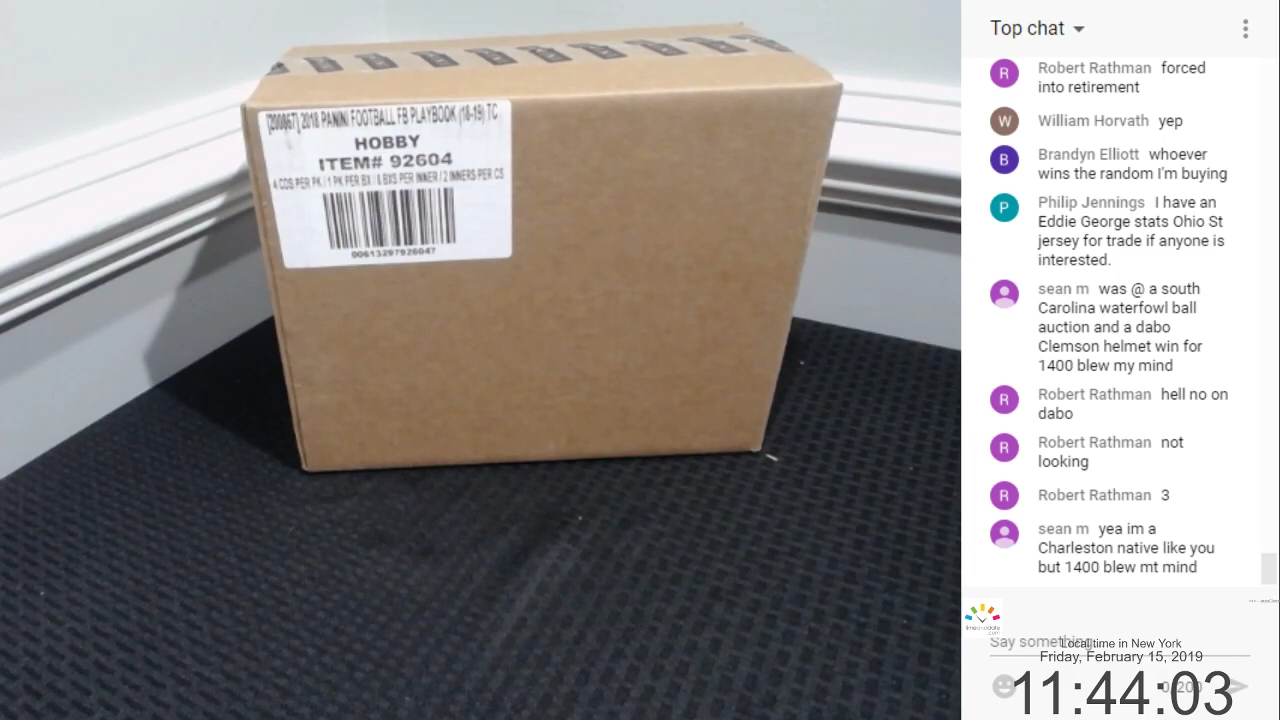 [200867] 2018 PANINI FOOTBALL FB PLAYBOOK (18-19) TC
HOBBY
ITEM# 92604
4 CDS PER PK / 1 PK PER BX / 8 BXS PER INNER / 2 INNERS PER CS
00613297926047
Top chat
Robert Rathman forced
into retirement
William Horvath yep
Brandyn Elliott whoever
wins the random I'm buying
Philip Jennings I have an
Eddie George stats Ohio St
jersey for trade if anyone is
interested.
sean m was @ a south
Carolina waterfowl ball
auction and a dabo
Clemson helmet win for
1400 blew my mind
Robert Rathman hell no on
dabo
Robert Rathman not
looking
Robert Rathman 3
sean m yea im a
Charleston native like you
but 1400 blew mt mind
timeanddate
.com
Say something...
Local time in New York
Friday, February 15, 2019
0/200
11:44:03
R
W
B
P
R
R
R